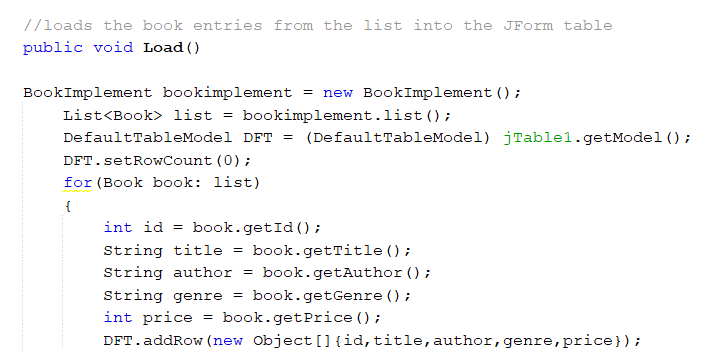 //loads the book entries from the list into the JForm table
public void Load()
BookImplement bookimplement = new BookImplement();
List<Book> list = bookimplement.list();
DefaultTableModel DFT = (DefaultTableModel) jTable1.getModel();
DFT.setRowCount(0);
for(Book book: list)
{
int id = book.getId();
String title = book.getTitle();
String author = book.getAuthor();
String genre = book.getGenre();
int price = book.getPrice();
DFT.addRow(new Object[]{id,title,author,genre,price});